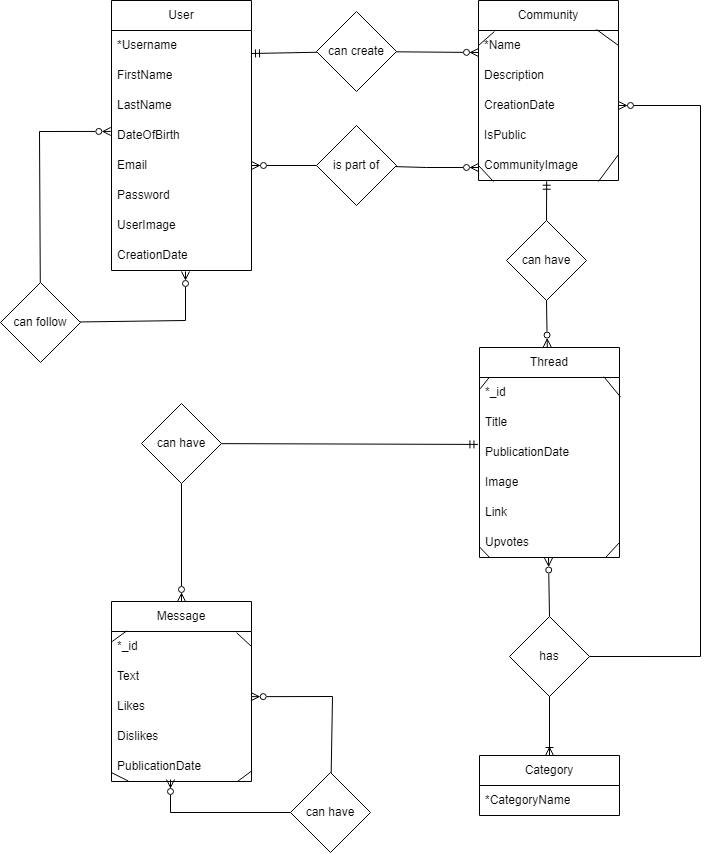 User
*Username
FirstName
LastName
DateOfBirth
Email
Password
UserImage
CreationDate
can create
Community
*Name
Description
CreationDate
IsPublic
CommunityImage
is part of
can follow
can have
Thread
*_id
Title
PublicationDate
Image
Link
Upvotes
can have
Message
*_id
Text
Likes
Dislikes
PublicationDate
can have
has
Category
*CategoryName